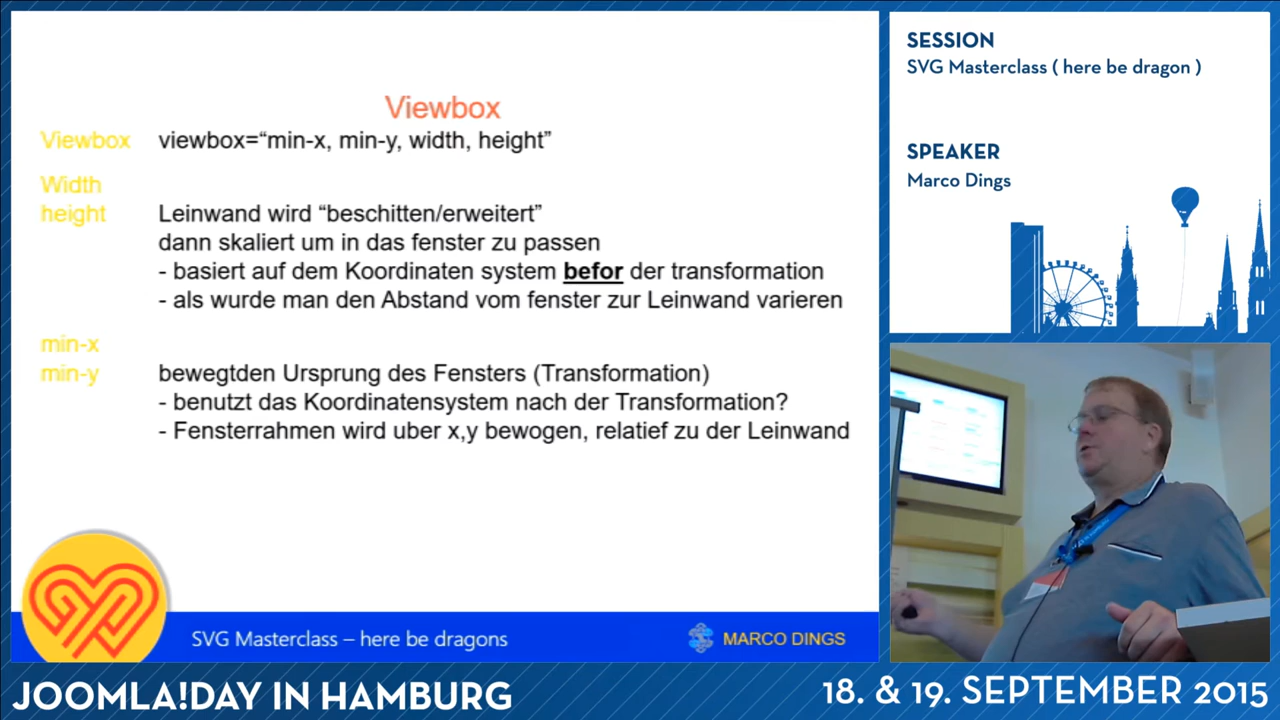 Viewbox
Viewbox viewbox=“min-x, min-y, width, height”
Width
height Leinwand wird “beschitten/erweitert”
dann skaliert um in das fenster zu passen
- basiert auf dem Koordinaten system befor der transformation
- als wurde man den Abstand vom fenster zur Leinwand varieren
min-x
min-y bewegtden Ursprung des Fensters (Transformation)
- benutzt das Koordinatensystem nach der Transformation?
- Fensterrahmen wird uber x,y bewogen, relatief zu der Leinwand
SVG Masterclass – here be dragons
MARCO DINGS
SESSION
SVG Masterclass ( here be dragon )
SPEAKER
Marco Dings
JOOMLA!DAY IN HAMBURG
18. & 19. SEPTEMBER 2015